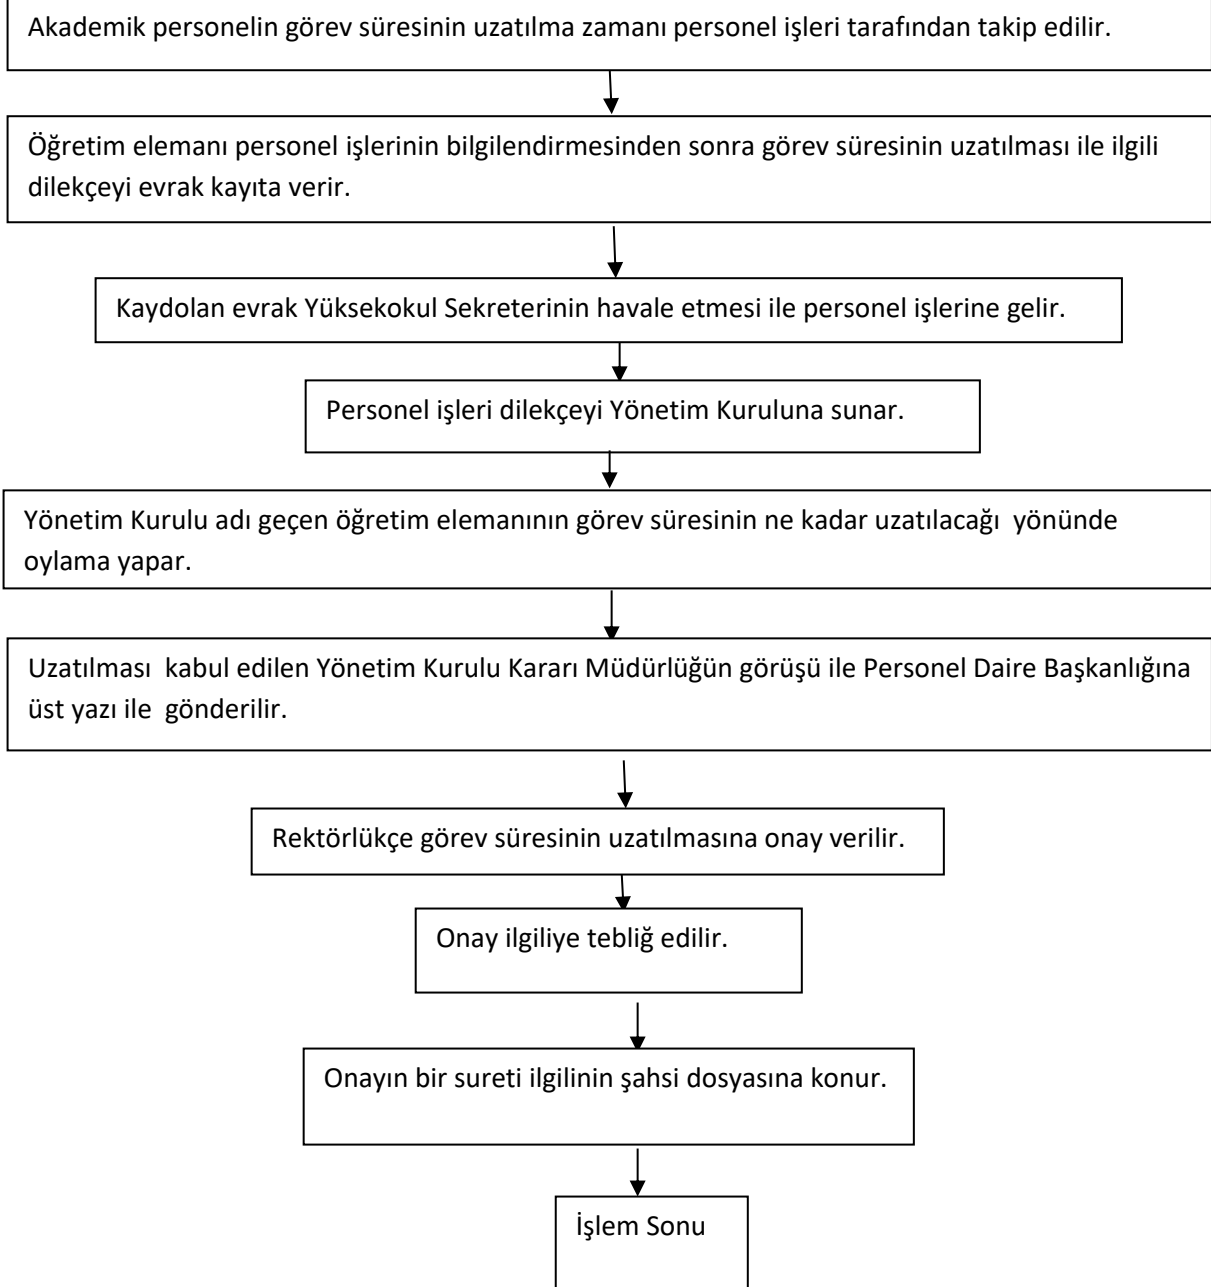 Akademik personelin görev süresinin uzatılma zamanı personel işleri tarafından takip edilir.
Öğretim elemanı personel işlerinin bilgilendirmesinden sonra görev süresinin uzatılması ile ilgili
dilekçeyi evrak kayıta verir.
Kaydolan evrak Yüksekokul Sekreterinin havale etmesi ile personel işlerine gelir.
Personel işleri dilekçeyi Yönetim Kuruluna sunar.
Yönetim Kurulu adı geçen öğretim elemanının görev süresinin ne kadar uzatılacağı  yönünde
oylama yapar.
Uzatılması  kabul edilen Yönetim Kurulu Kararı Müdürlüğün görüşü ile Personel Daire Başkanlığına
üst yazı ile  gönderilir.
Rektörlükçe görev süresinin uzatılmasına onay verilir.
Onay ilgiliye tebliğ edilir.
Onayın bir sureti ilgilinin şahsi dosyasına konur.
İşlem Sonu